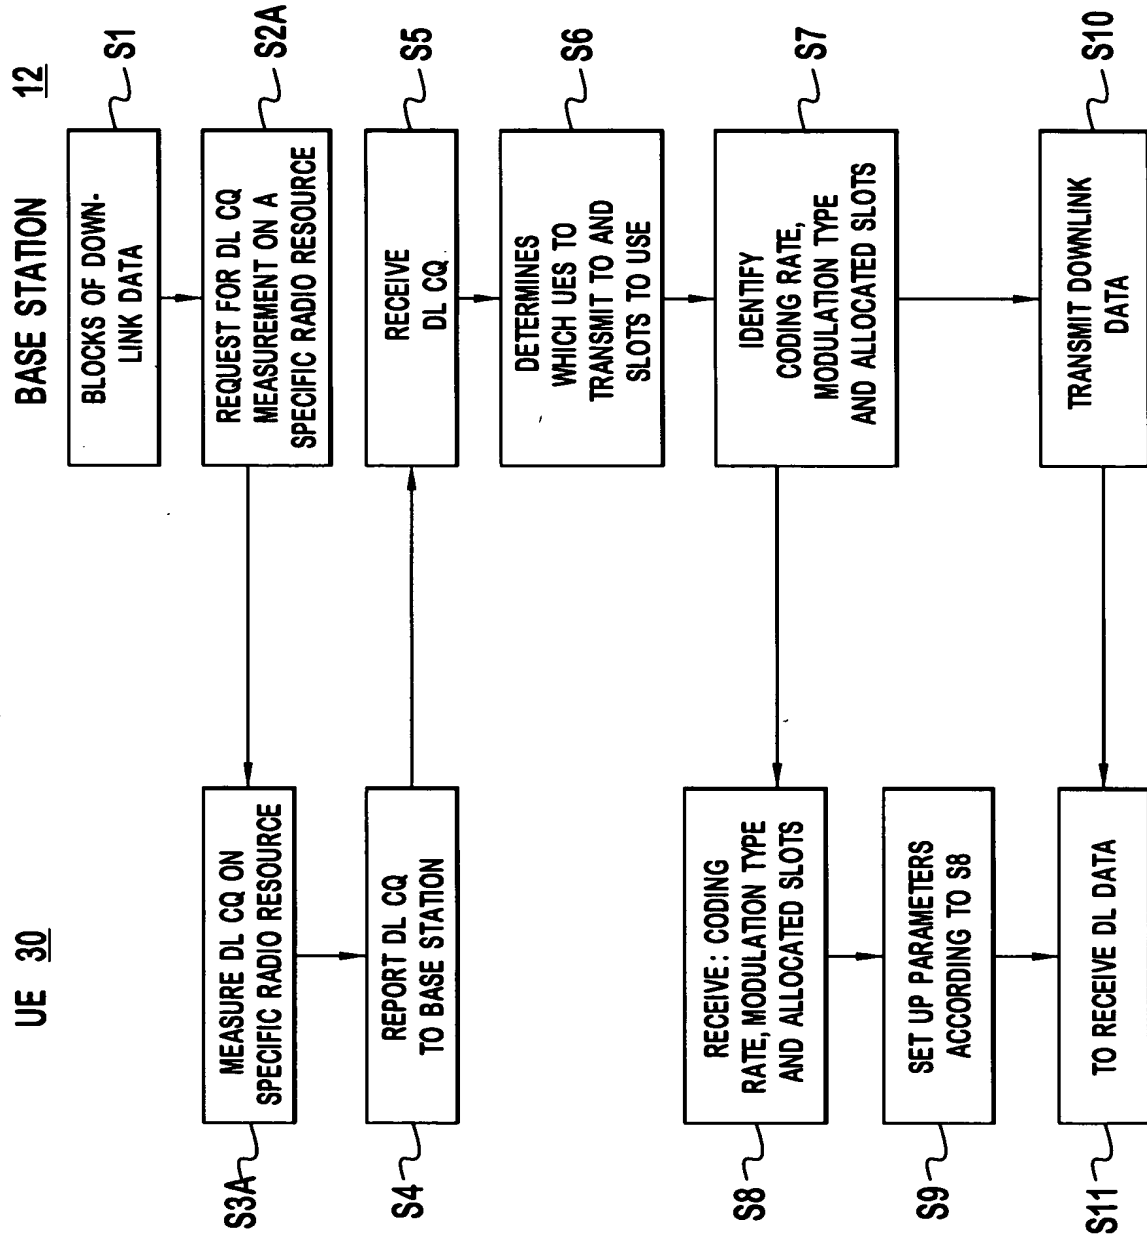 UE 30
BASE STATION 12
BLOCKS OF DOWN-
LINK DATA
S1
REQUEST FOR DL CQ
MEASUREMENT ON A
SPECIFIC RADIO RESOURCE
S2A
MEASURE DL CQ ON
SPECIFIC RADIO RESOURCE
S3A
REPORT DL CQ
TO BASE STATION
S4
RECEIVE
DL CQ
S5
DETERMINES
WHICH UES TO
TRANSMIT TO AND
SLOTS TO USE
S6
IDENTIFY
CODING RATE,
MODULATION TYPE
AND ALLOCATED SLOTS
S7
RECEIVE: CODING
RATE, MODULATION TYPE
AND ALLOCATED SLOTS
S8
SET UP PARAMETERS
ACCORDING TO S8
S9
TRANSMIT DOWNLINK
DATA
S10
TO RECEIVE DL DATA
S11